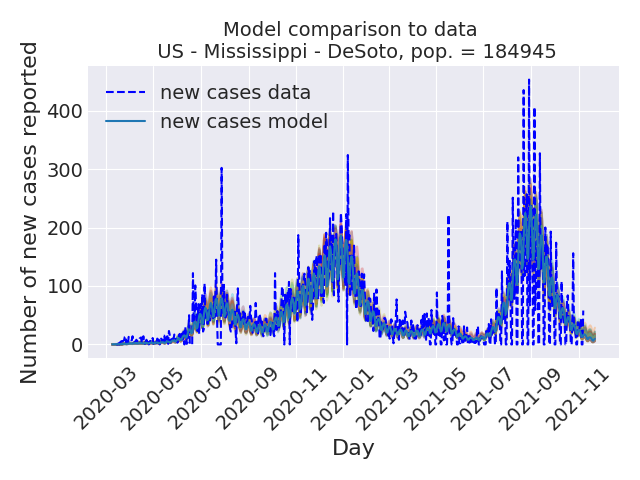 Model comparison to data
US - Mississippi - DeSoto, pop. = 184945
Number of new cases reported
new cases data
new cases model
400
300
200
100
0
2020-03
2020-05
2020-07
2020-09
2020-11
2021-01
2021-03
2021-05
2021-07
2021-09
2021-11
Day